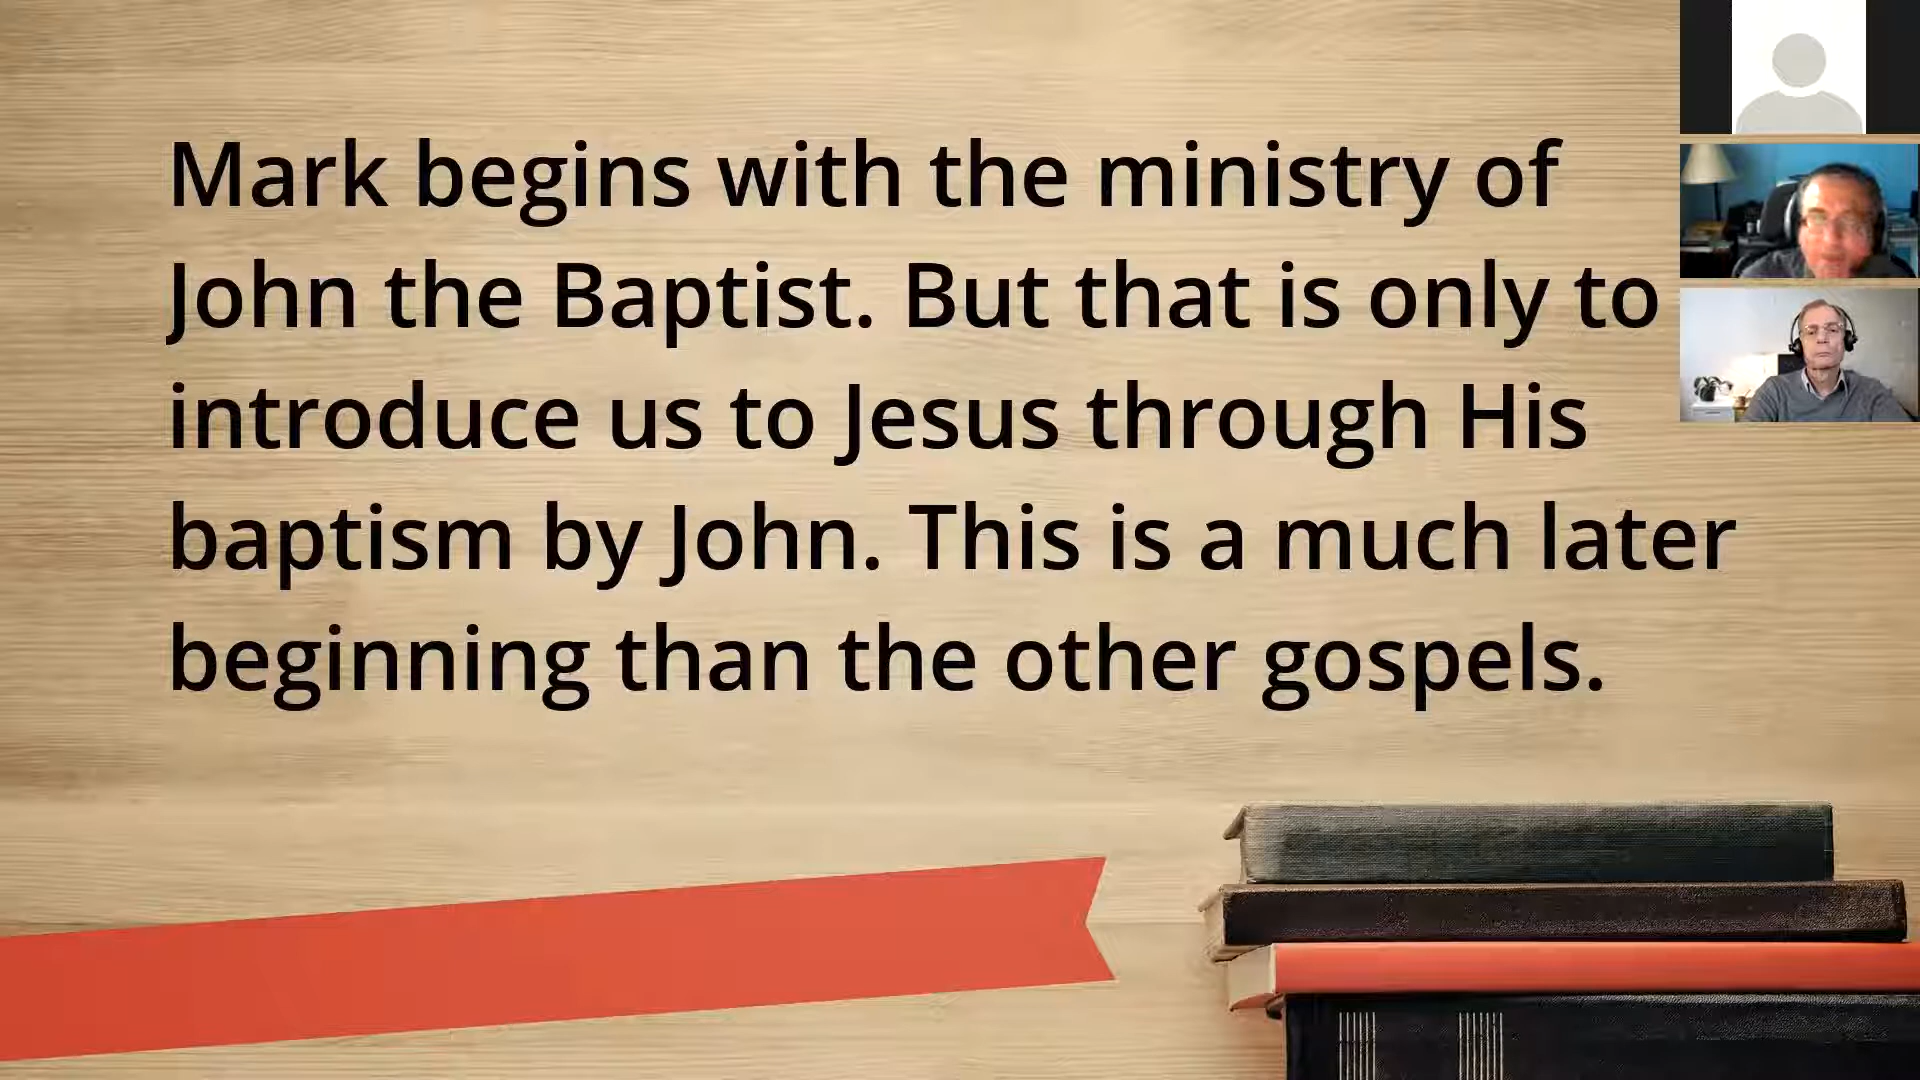 Mark begins with the ministry of
John the Baptist. But that is only to
introduce us to Jesus through His
baptism by John. This is a much later
beginning than the other gospels.